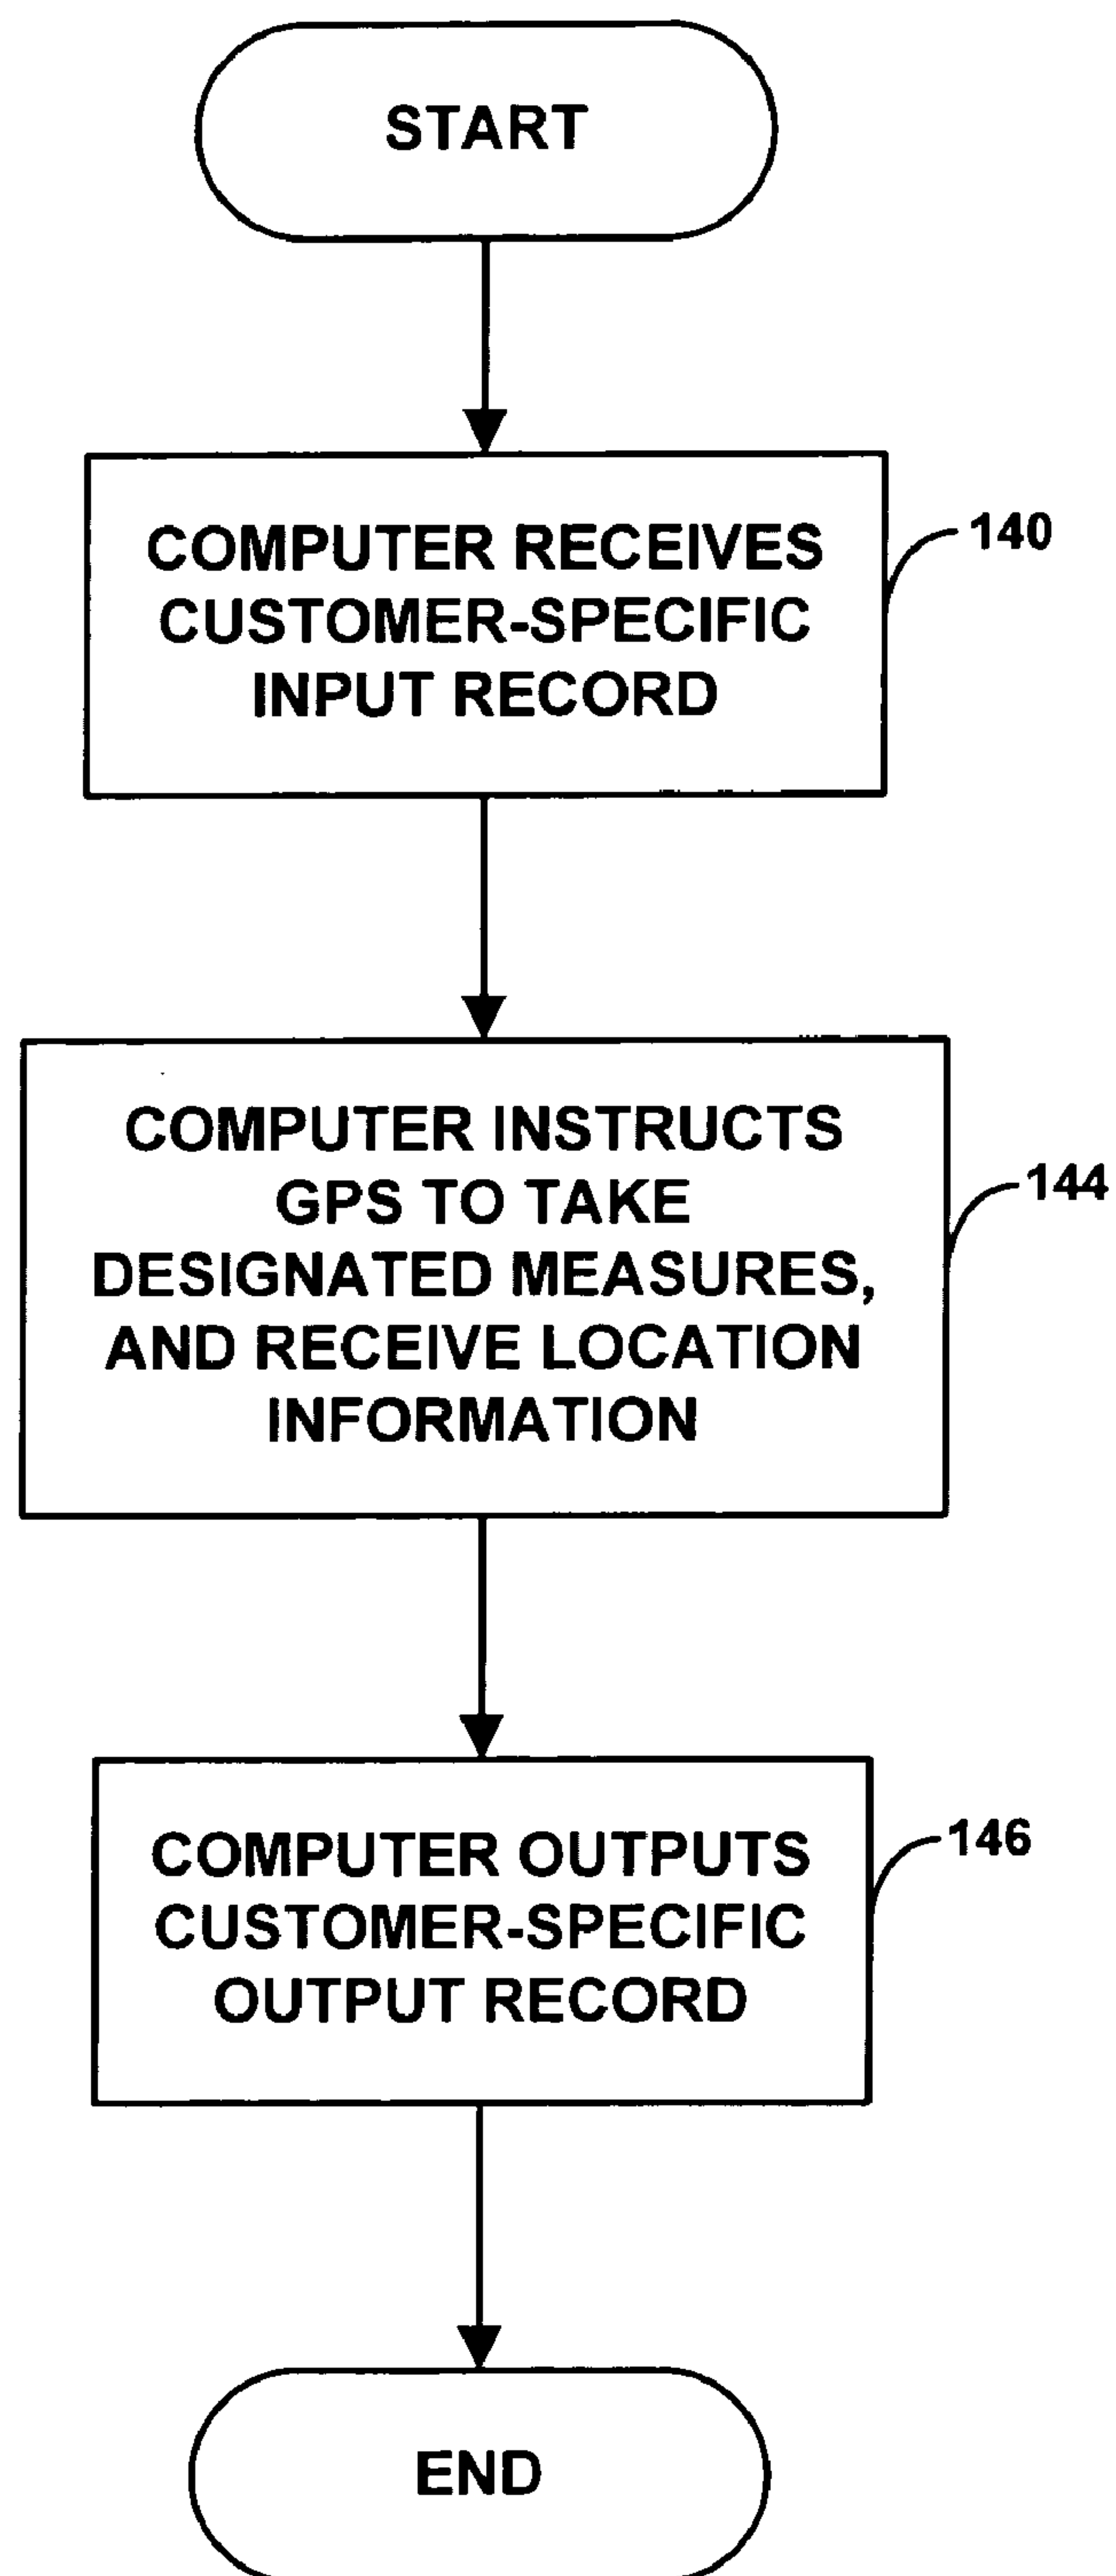 START
COMPUTER RECEIVES
CUSTOMER-SPECIFIC
INPUT RECORD
140
COMPUTER INSTRUCTS
GPS TO TAKE
DESIGNATED MEASURES,
AND RECEIVE LOCATION
INFORMATION
144
COMPUTER OUTPUTS
CUSTOMER-SPECIFIC
OUTPUT RECORD
146
END